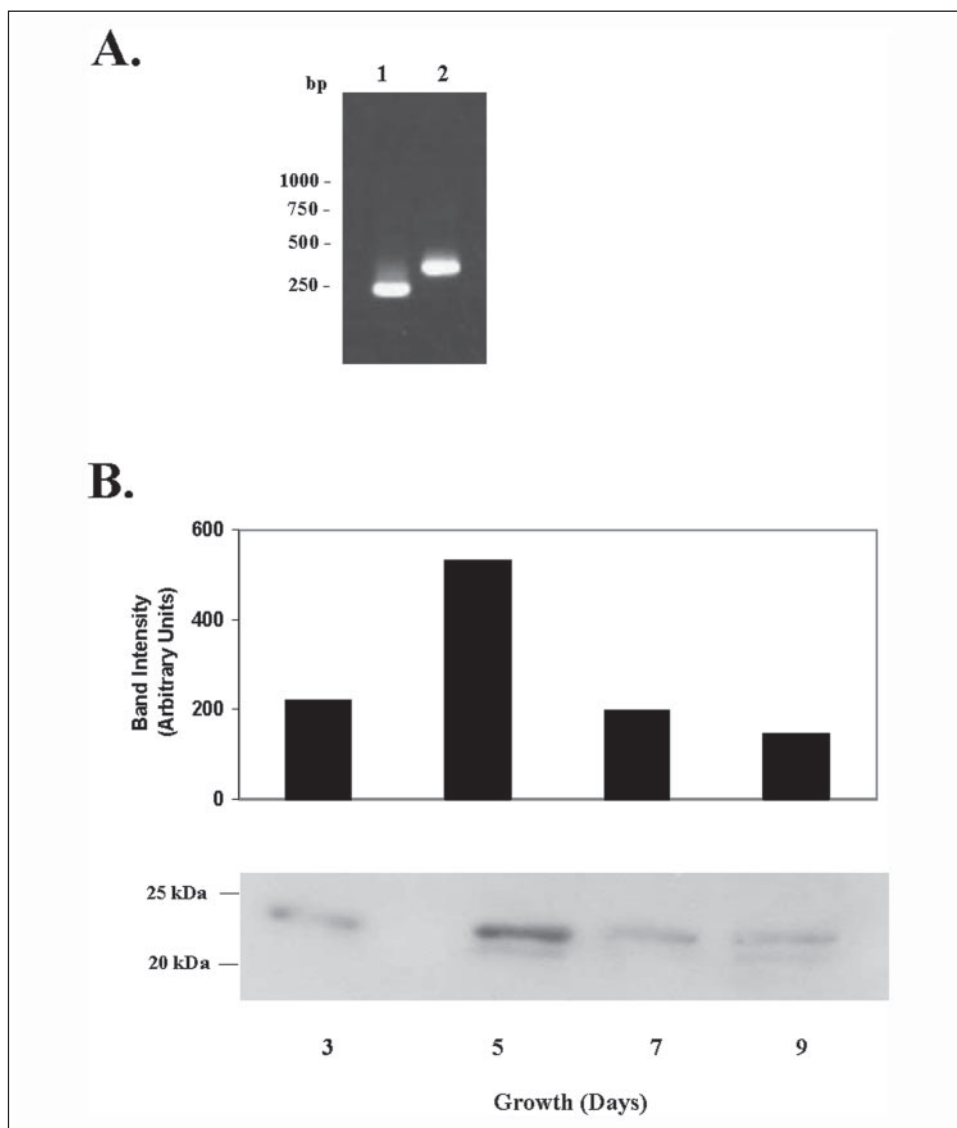 A.
bp 1 2
1000 -
750 -
500 -
250 -
B.
Band Intensity
(Arbitrary Units)
600
400
200
0
25 kDa —
20 kDa —
3 5 7 9
Growth (Days)